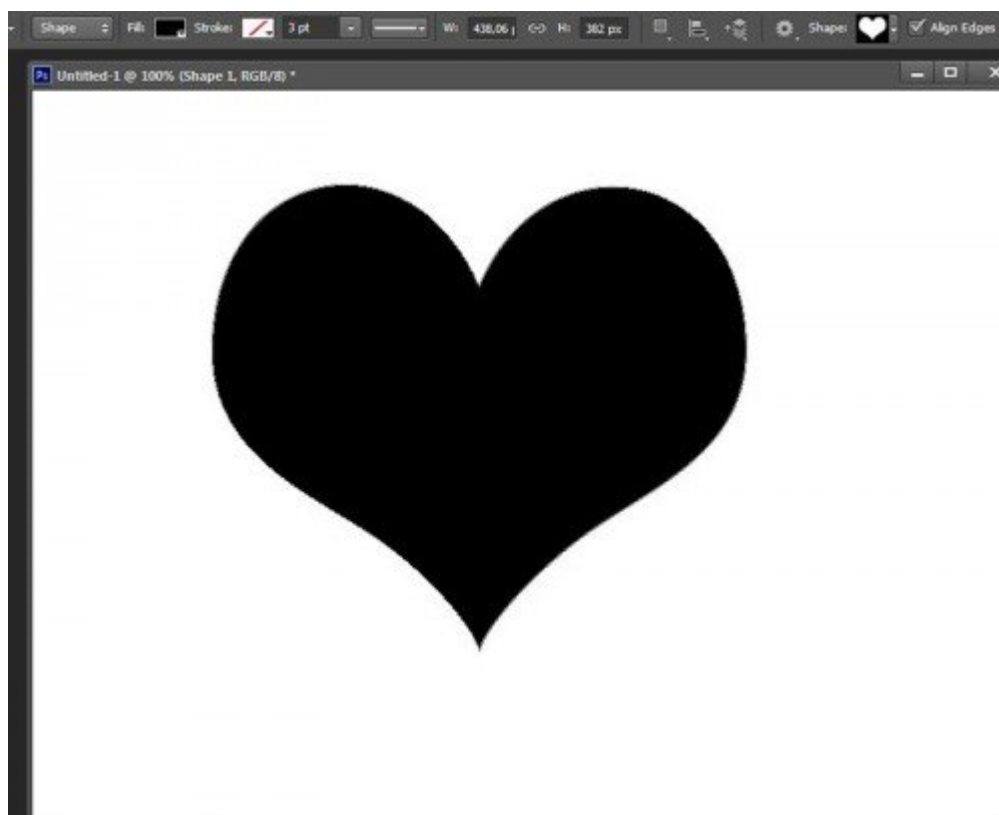 Shape Fill: Stroke: 3 pt W: 438.06 H: 382 px Shape: Align Edges
Ps Untitled-1 @ 100% (Shape 1, RGB/8) *